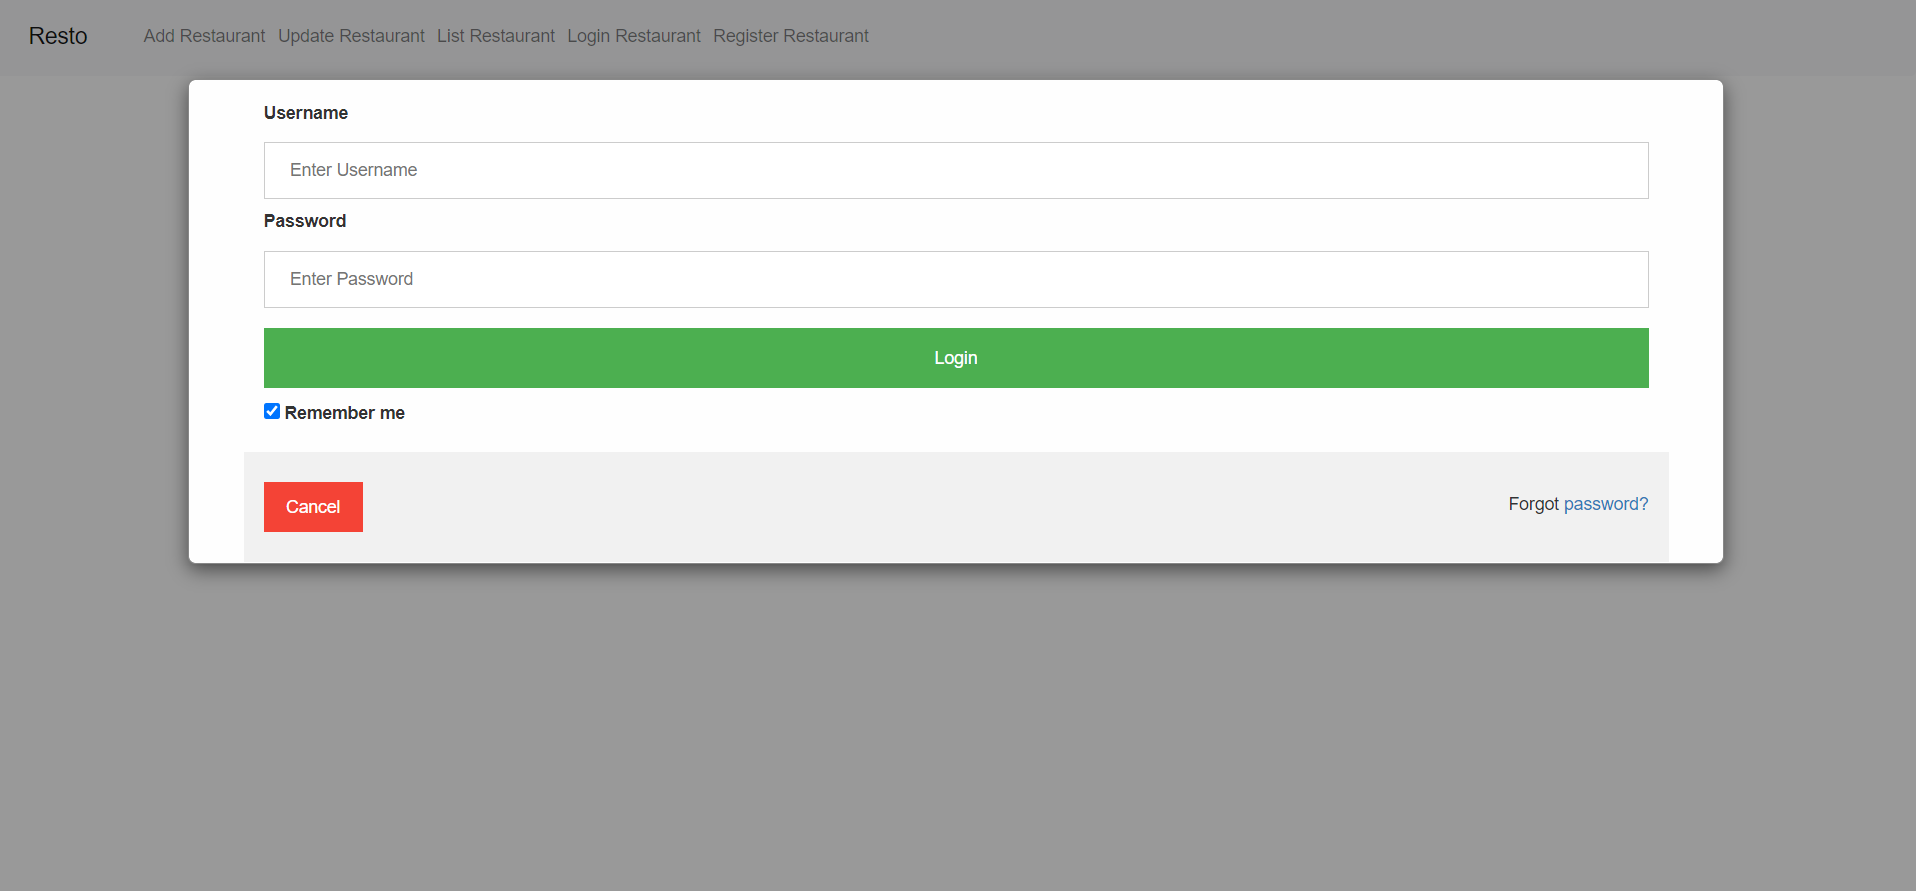 Resto Add Restaurant Update Restaurant List Restaurant Login Restaurant Register Restaurant
Username
Enter Username
Password
Enter Password
Login
Remember me
Cancel Forgot password?